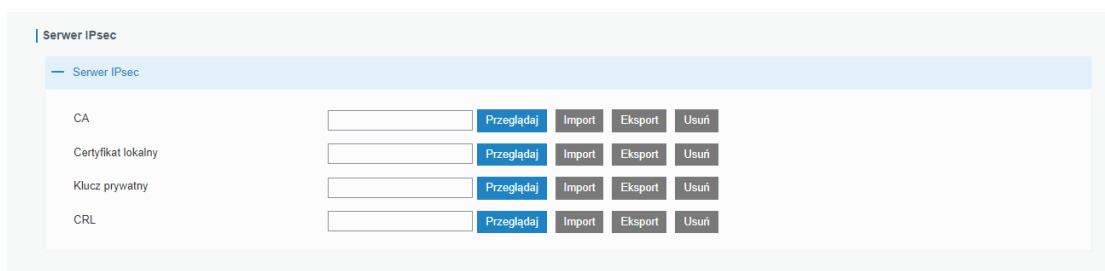 Serwer IPsec
— Serwer IPsec
CA Przeglądaj Import Eksport Usuń
Certyfikat lokalny Przeglądaj Import Eksport Usuń
Klucz prywatny Przeglądaj Import Eksport Usuń
CRL Przeglądaj Import Eksport Usuń